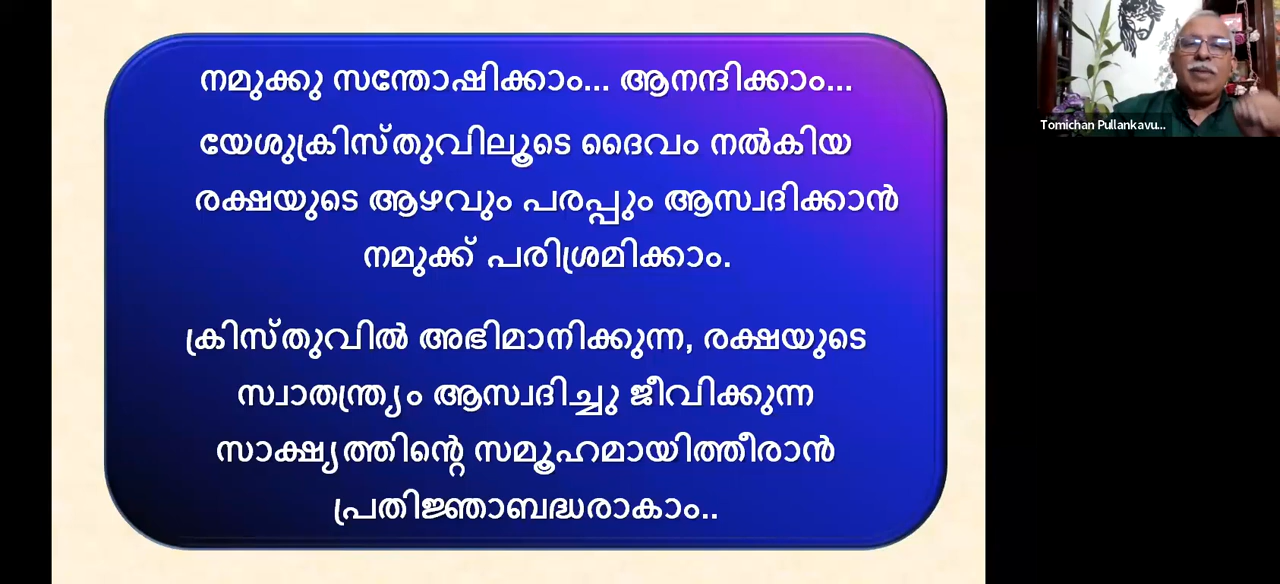 നമുക്കു സന്തോഷിക്കാം... ആനന്ദിക്കാം...
യേശുക്രിസ്തുവിലൂടെ ദൈവം നൽകിയ
രക്ഷയുടെ ആഴവും പരപ്പും ആസ്വദിക്കാൻ
നമുക്ക് പരിശ്രമിക്കാം.
ക്രിസ്തുവിൽ അഭിമാനിക്കുന്ന, രക്ഷയുടെ
സ്വാതന്ത്ര്യം ആസ്വദിച്ചു ജീവിക്കുന്ന
സാക്ഷ്യത്തിന്റെ സമൂഹമായിത്തീരാൻ
പ്രതിജ്ഞാബദ്ധരാകാം..
Tomichan Pullankavu...